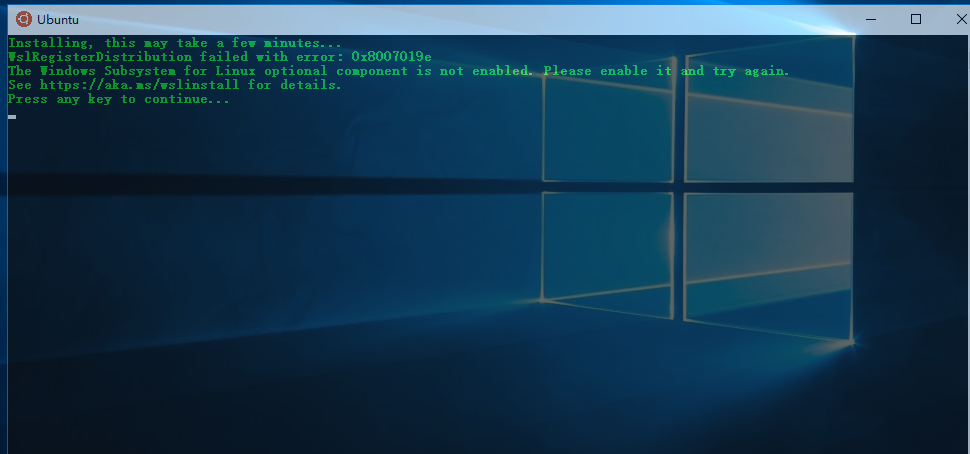 Ubuntu
Installing, this may take a few minutes...
WslRegisterDistribution failed with error: 0x8007019e
The Windows Subsystem for Linux optional component is not enabled. Please enable it and try again.
See https://aka.ms/wslinstall for details.
Press any key to continue...